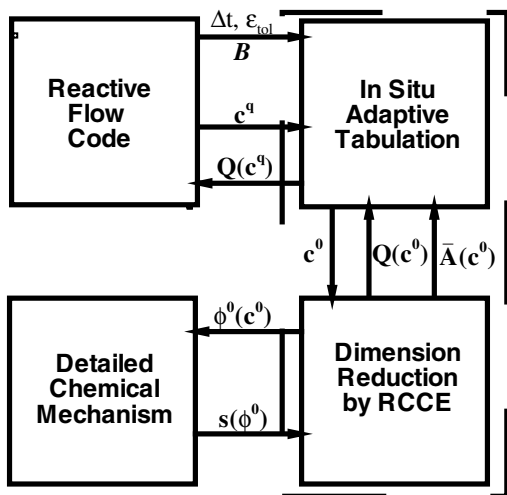 Reactive
Flow
Code
Δt, ε_tol
B
c^q
Q(c^q)
In Situ
Adaptive
Tabulation
c^0
Q(c^0)
Ā(c^0)
Detailed
Chemical
Mechanism
ϕ^0(c^0)
s(ϕ^0)
Dimension
Reduction
by RCCE